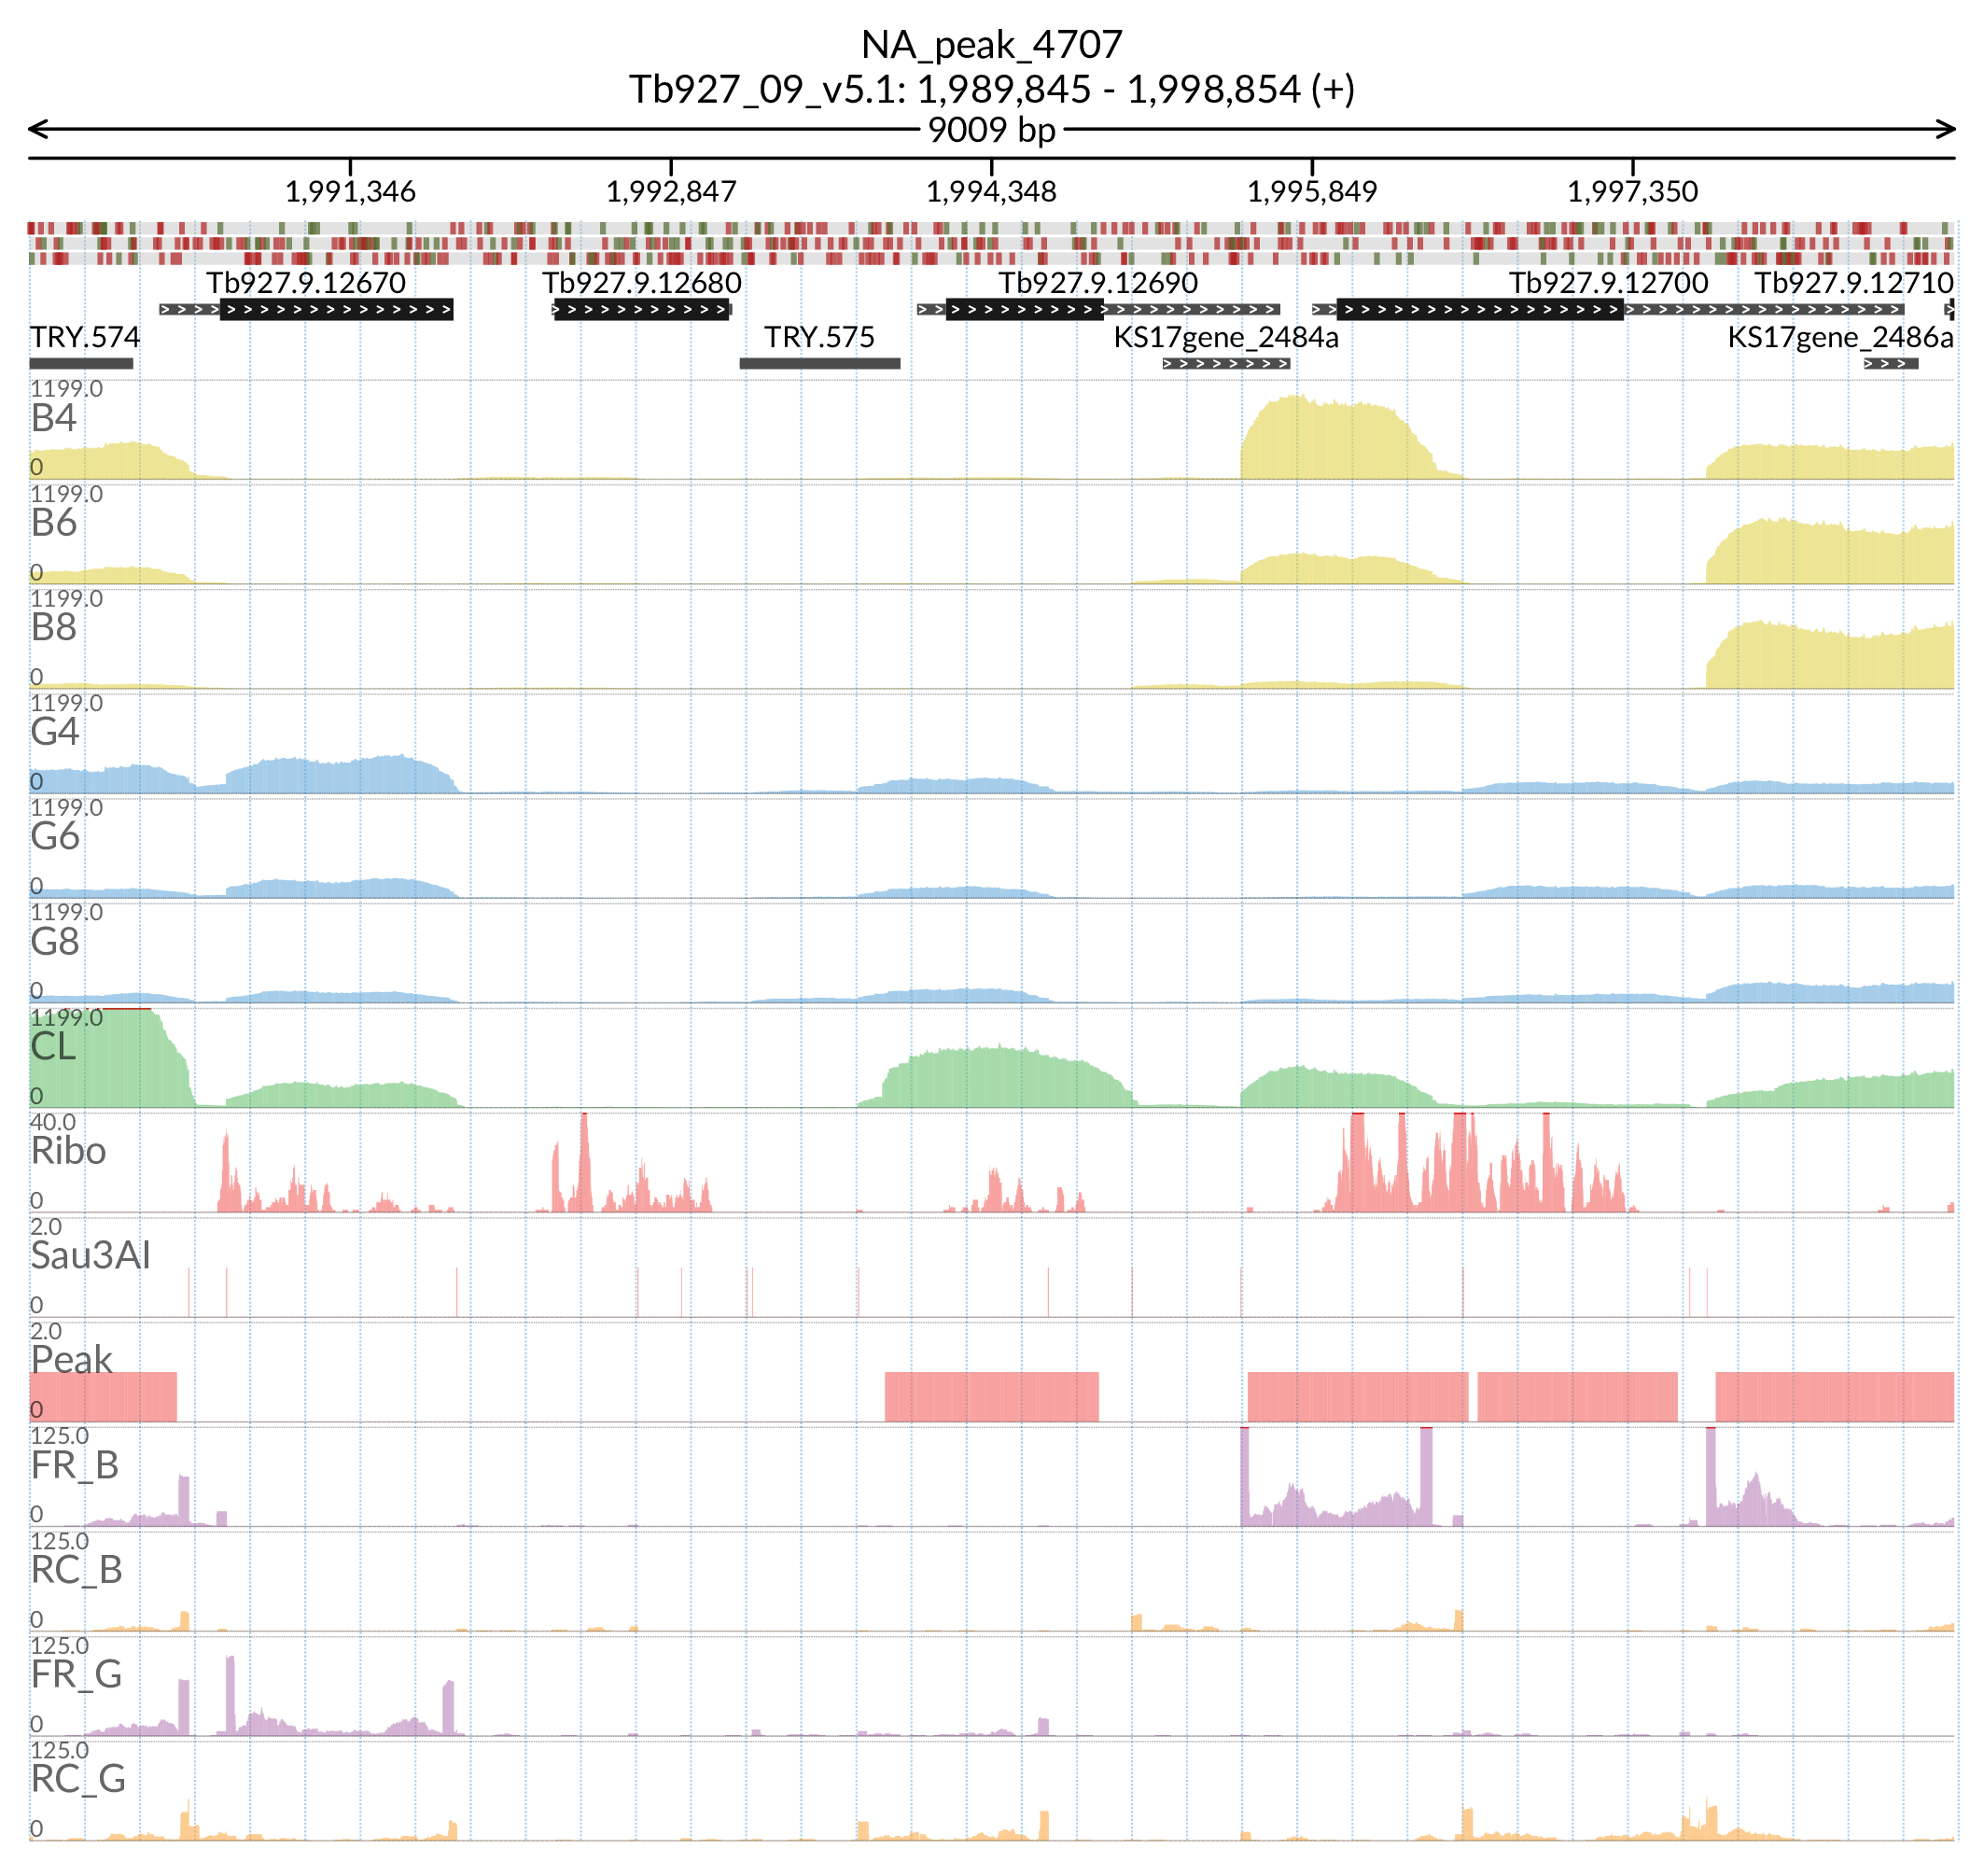 NA_peak_4707
Tb927_09_v5.1: 1,989,845 - 1,998,854 (+)
9009 bp
1,991,346 1,992,847 1,994,348 1,995,849 1,997,350
Tb927.9.12670 Tb927.9.12680 Tb927.9.12690 Tb927.9.12700 Tb927.9.12710
TRY.574 TRY.575 KS17gene_2484a KS17gene_2486a
1199.0
B4
0
1199.0
B6
0
1199.0
B8
0
1199.0
G4
0
1199.0
G6
0
1199.0
G8
0
1199.0
CL
0
40.0
Ribo
0
2.0
Sau3AI
0
2.0
Peak
0
125.0
FR_B
0
125.0
RC_B
0
125.0
FR_G
0
125.0
RC_G
0